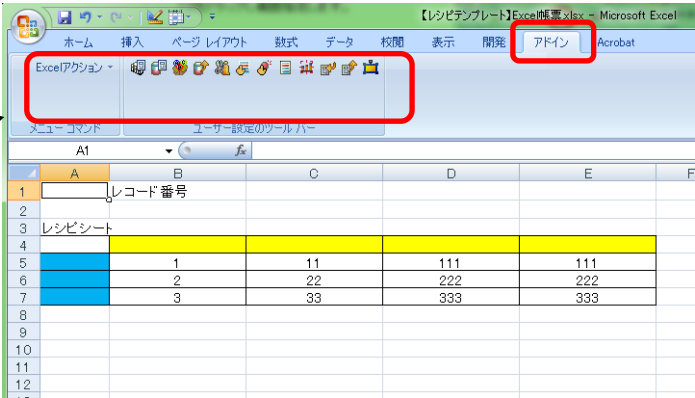 【レシピテンプレート】Excel帳票.xlsx - Microsoft Excel
ホーム 挿入 ページ レイアウト 数式 データ 校閲 表示 開発 アドイン Acrobat
Excelアクション
メニュー コマンド ユーザー設定のツール バー
A1 fx
A B C D E F
1 レコード番号
2
3 レシピシート
4
5 1 11 111 111
6 2 22 222 222
7 3 33 333 333
8
9
10
11
12